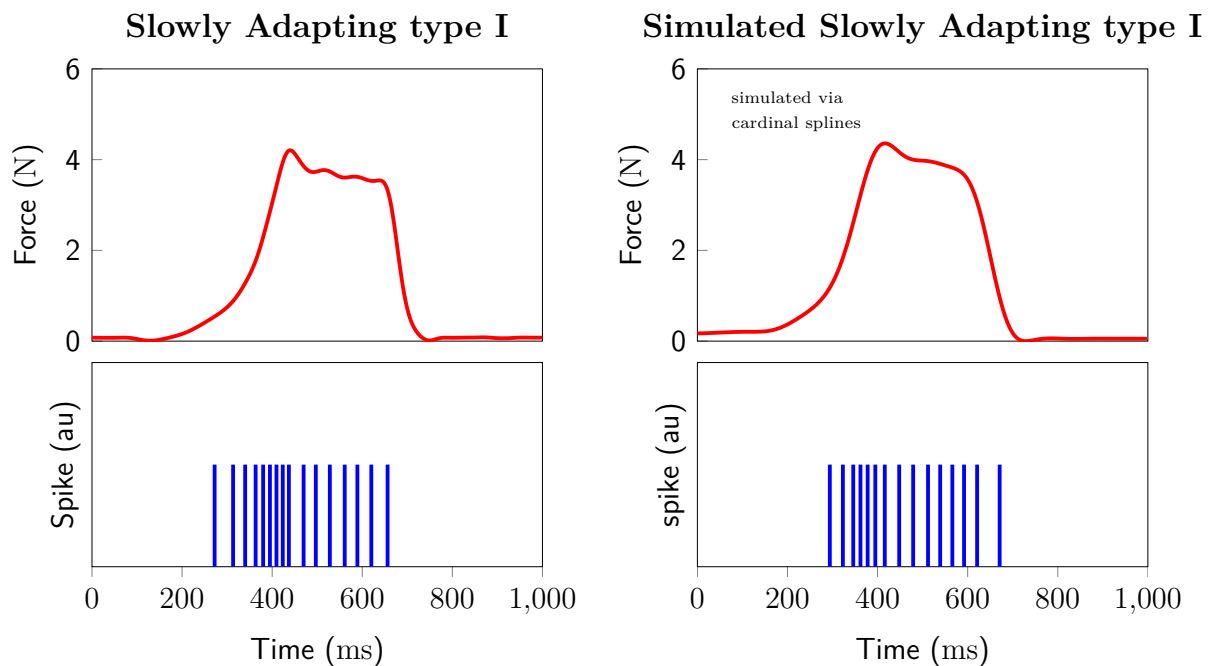 Slowly Adapting type I
6
4
2
0
Force (N)
Spike (au)
0 200 400 600 800 1,000
Time (ms)
Simulated Slowly Adapting type I
simulated via
cardinal splines
6
4
2
0
Force (N)
spike (au)
0 200 400 600 800 1,000
Time (ms)